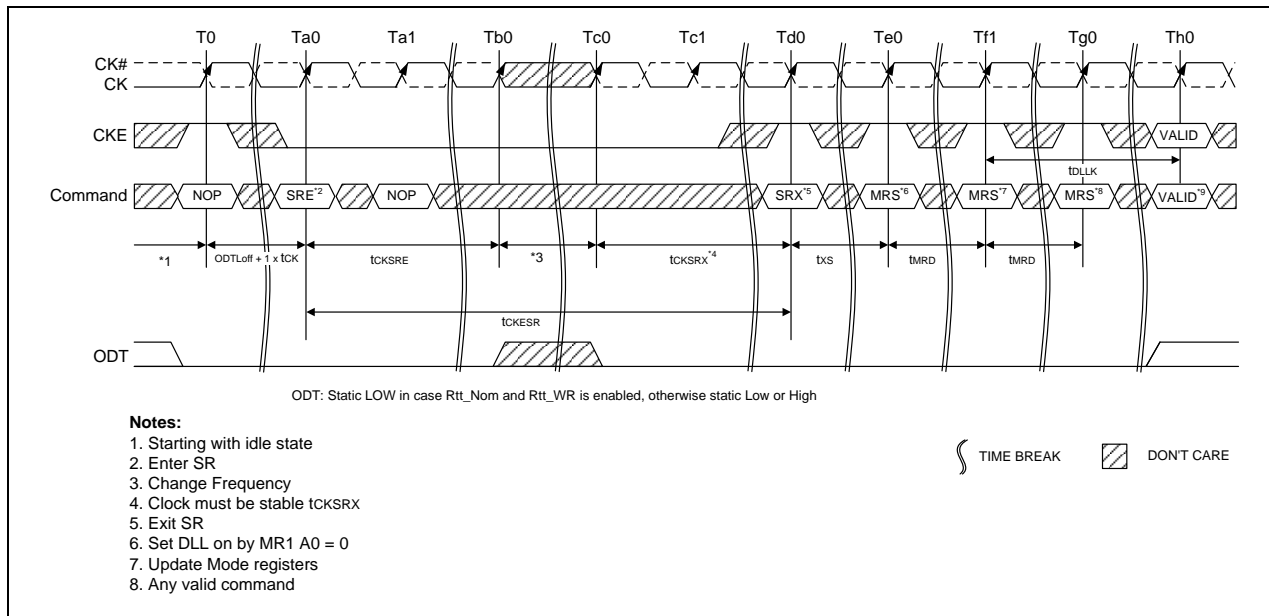 T0 Ta0 Ta1 Tb0 Tc0 Tc1 Td0 Te0 Tf1 Tg0 Th0
CK#
CK
CKE VALID
tDLLK
Command NOP SRE*2 NOP SRX*5 MRS*6 MRS*7 MRS*8 VALID*9
*1 ODTLoff + 1 x tCK tCKSRE *3 tCKSRX*4 tXS tMRD tMRD
tCKESR
ODT
ODT: Static LOW in case Rtt_Nom and Rtt_WR is enabled, otherwise static Low or High
Notes:
1. Starting with idle state
2. Enter SR
3. Change Frequency
4. Clock must be stable tCKSRX
5. Exit SR
6. Set DLL on by MR1 A0 = 0
7. Update Mode registers
8. Any valid command
TIME BREAK DON'T CARE